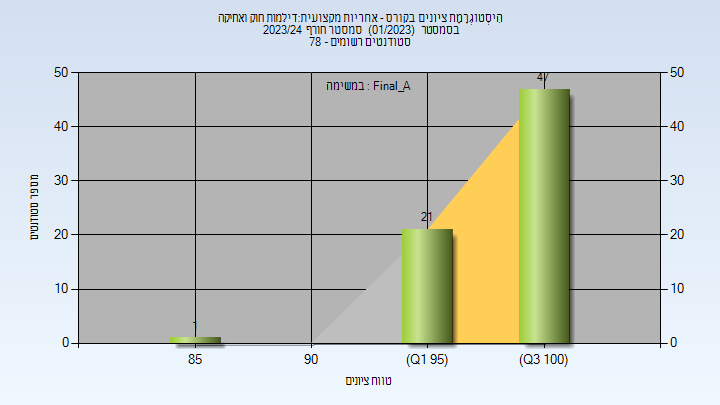 היסטוגרמת ציונים בקורס - אחריות מקצועית:דילמות חוק ואתיקה
בסמסטר (01/2023) סמסטר חורף 2023/24
סטודנטים רשומים - 78
במשימה : Final_A
50 50
47
40 40
30 30
21
20 20
10 10
1
0 0
מספר סטודנטים
85 90 (Q1 95) (Q3 100)
טווח ציונים